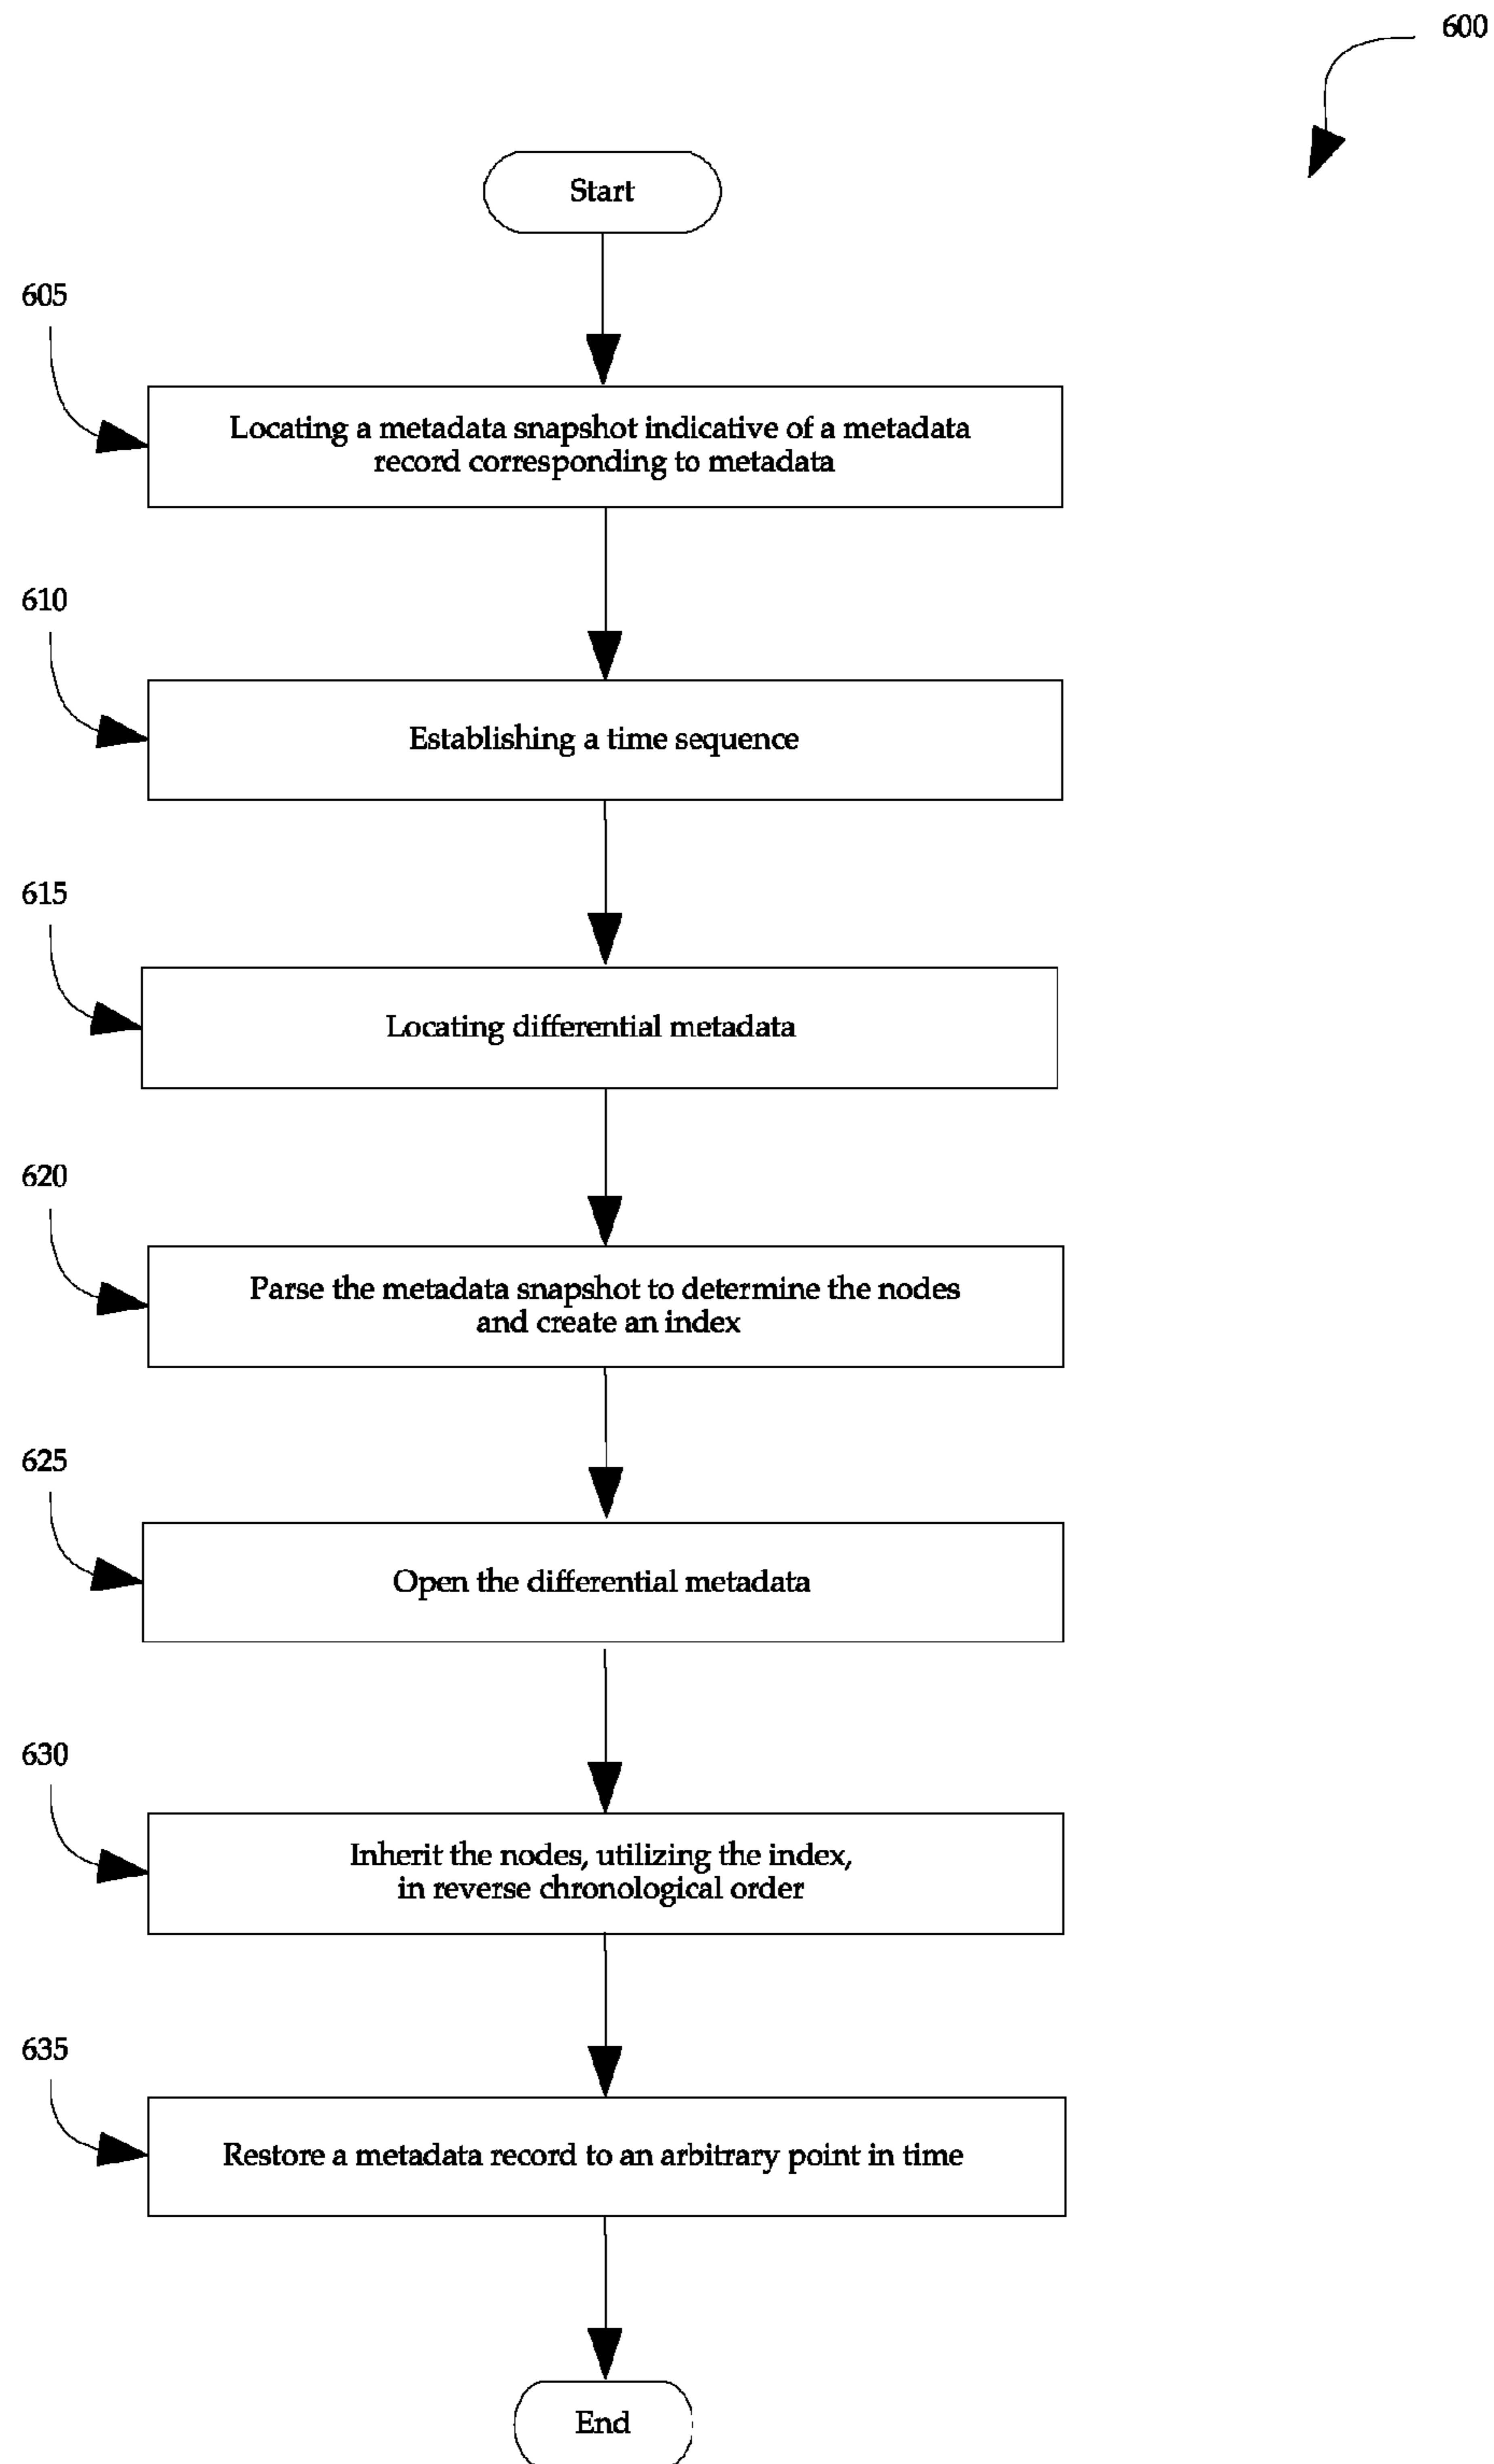 600
Start
605
Locating a metadata snapshot indicative of a metadata
record corresponding to metadata
610
Establishing a time sequence
615
Locating differential metadata
620
Parse the metadada snapshot to determine the nodes
and create an index
625
Open the differential metadata
630
Inherit the nodes, utilizing the index,
in reverse chronological order
635
Restore a metadada record to an arbitrary point in time
End